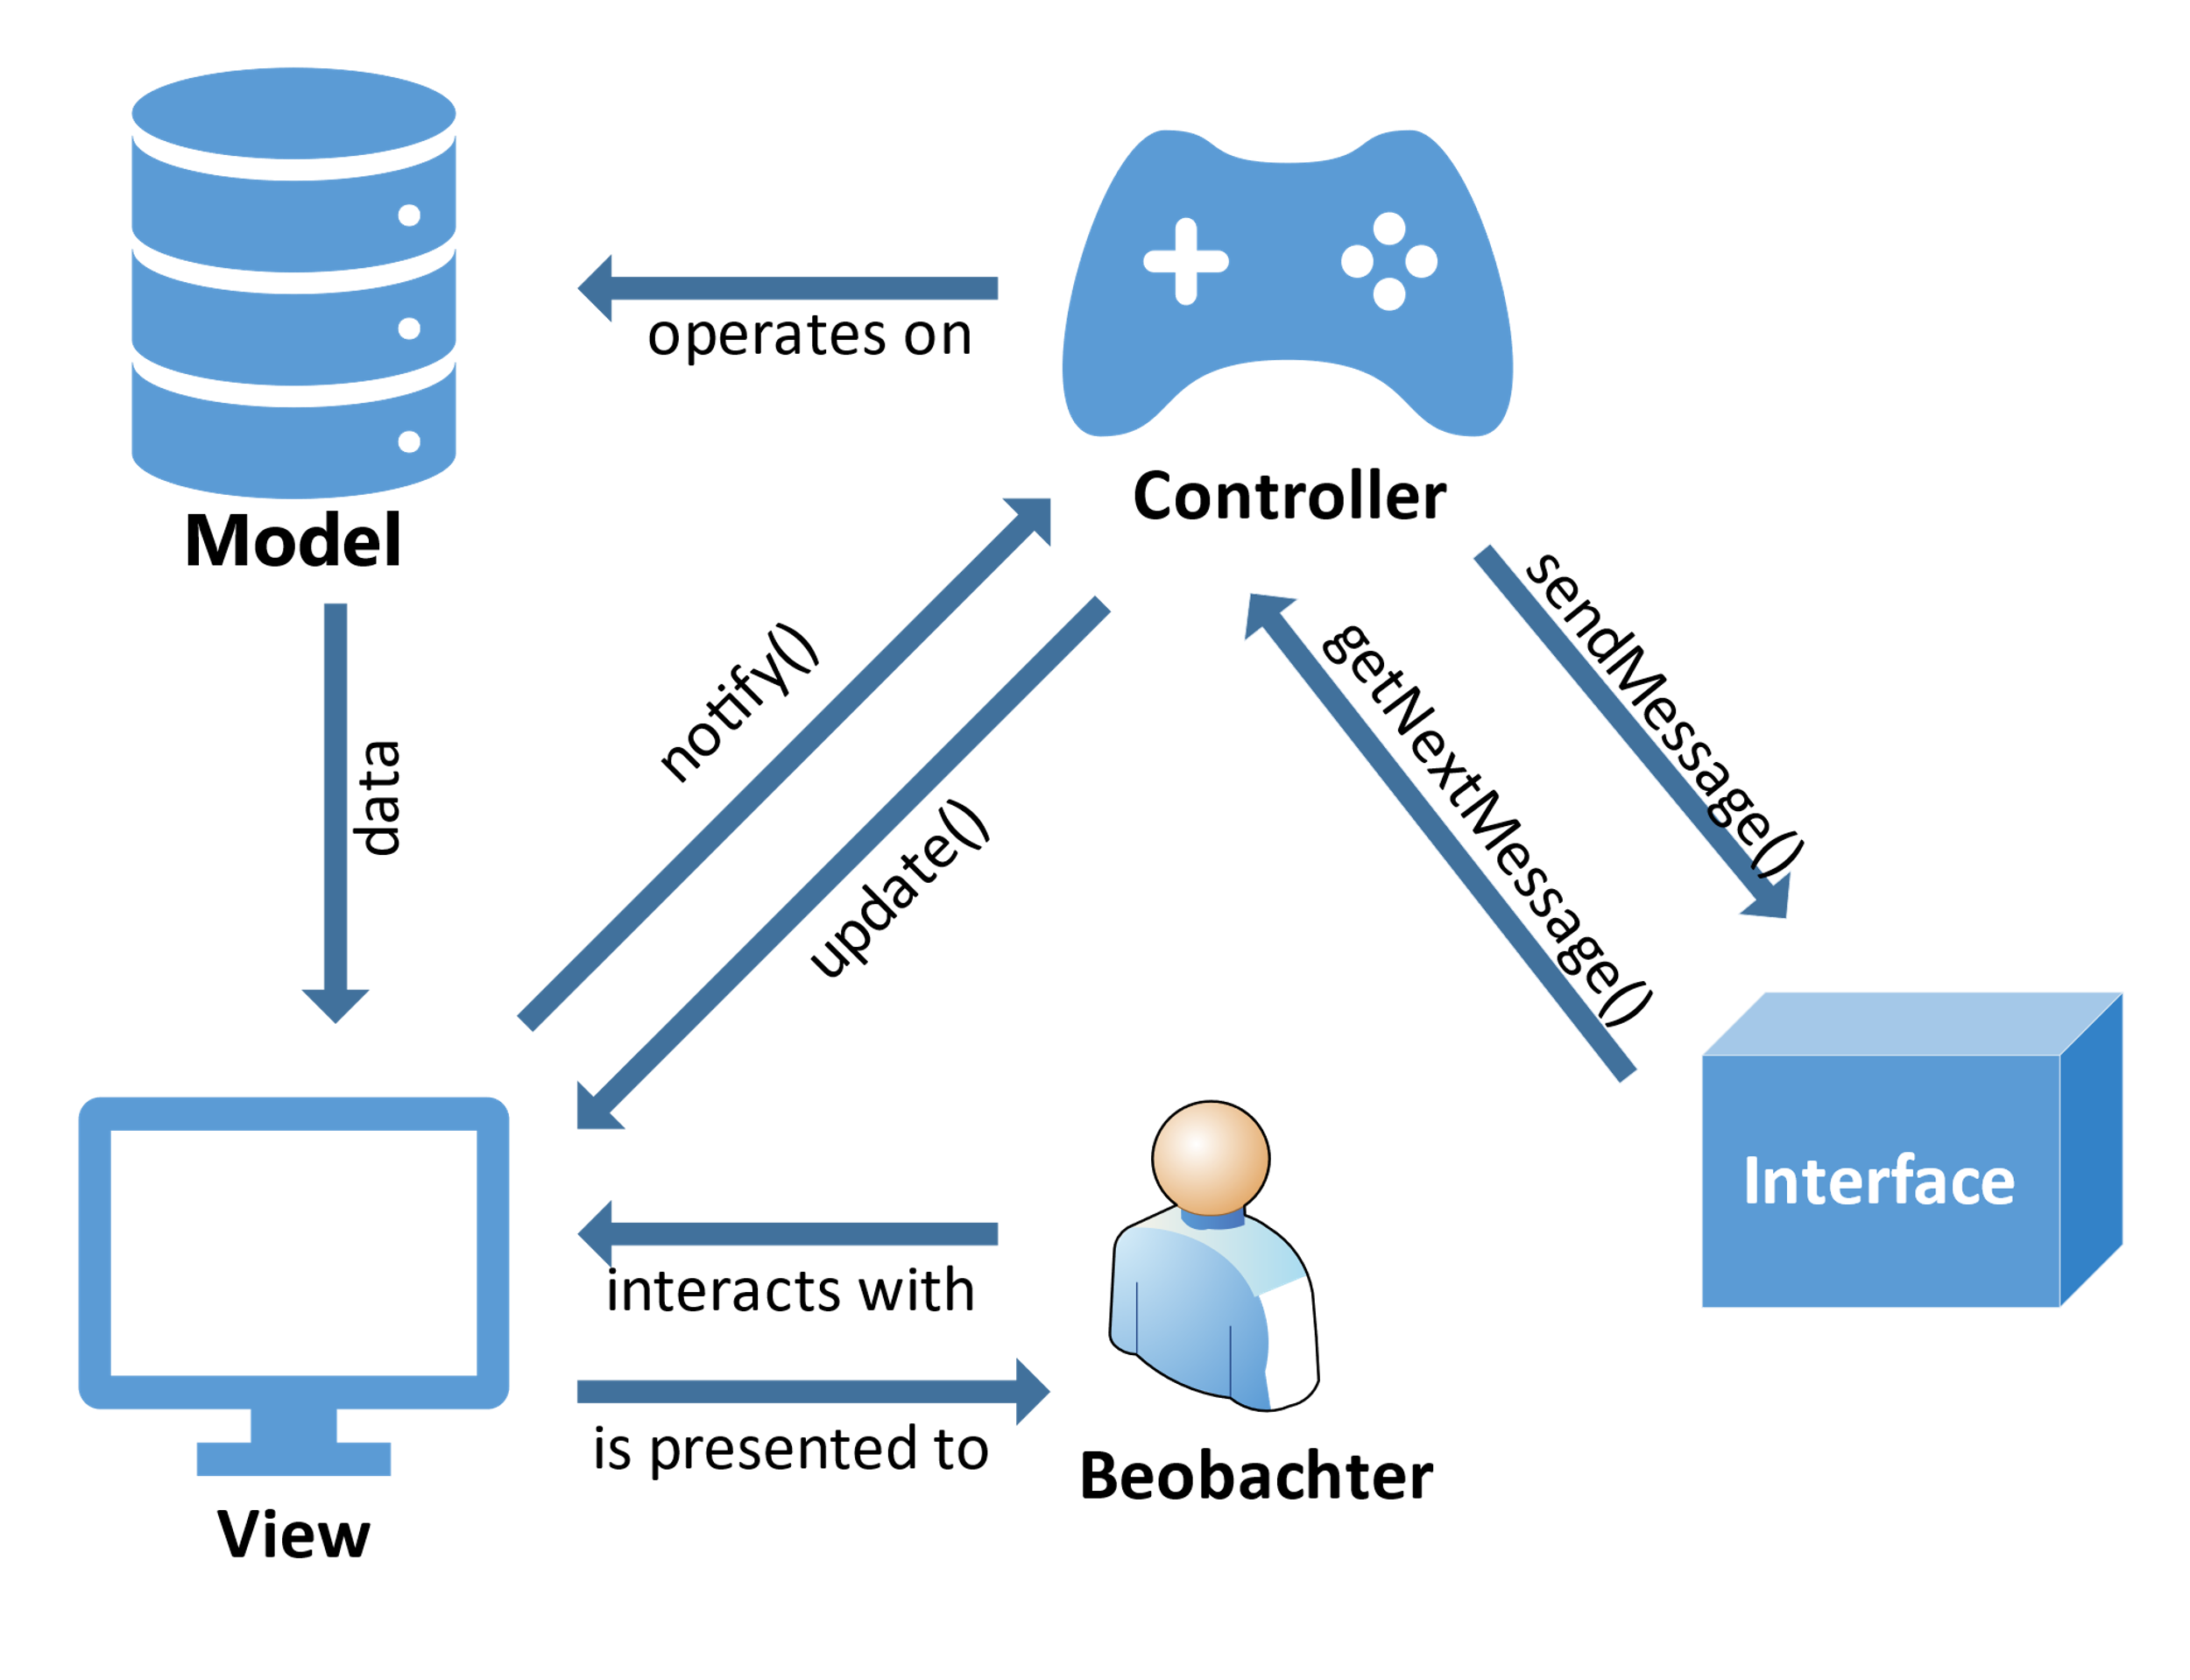 operates on
Model
Controller
data
notify()
update()
getNextMessage()
sendMessage()
Interface
interacts with
is presented to
Beobachter
View